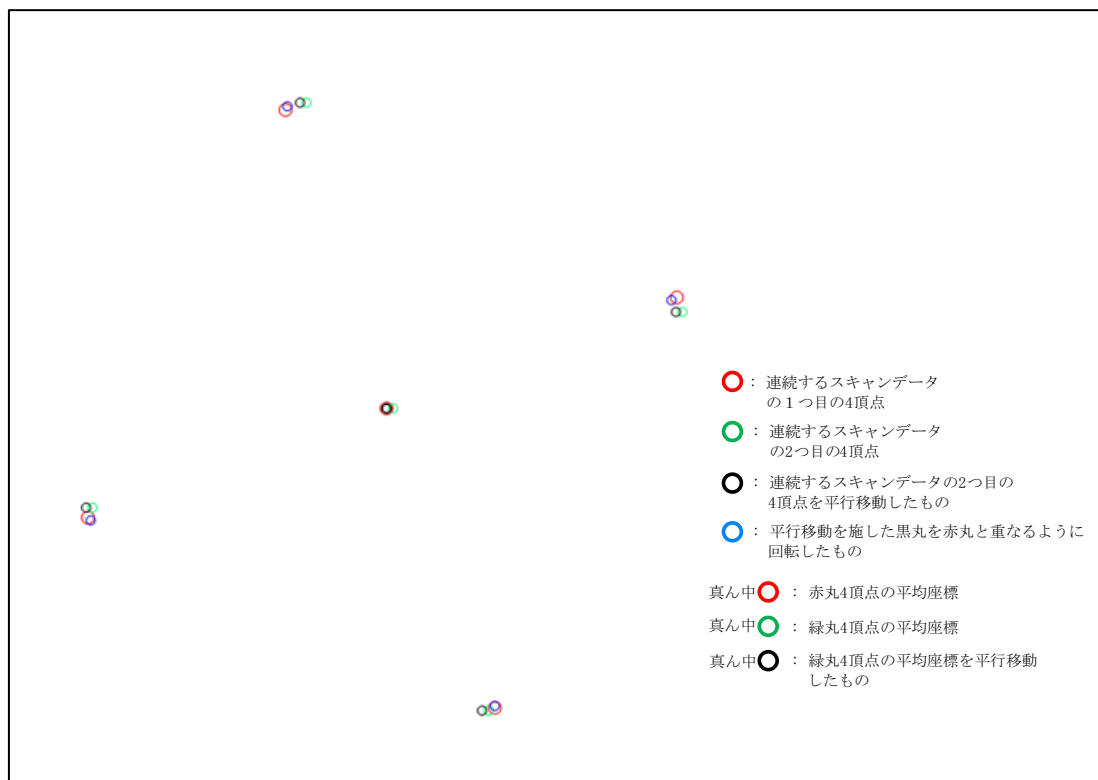 ： 連続するスキャンデータ
の１つ目の4頂点
： 連続するスキャンデータ
の2つ目の4頂点
： 連続するスキャンデータの2つ目の
4頂点を平行移動したもの
： 平行移動を施した黒丸を赤丸と重なるように
回転したもの
真ん中 ： 赤丸4頂点の平均座標
真ん中 ： 緑丸4頂点の平均座標
真ん中 ： 緑丸4頂点の平均座標を平行移動
したもの